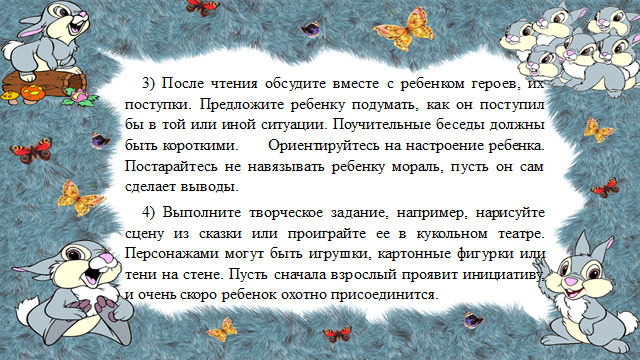 3) После чтения обсудите вместе с ребенком героев, их
поступки. Предложите ребенку подумать, как он поступил
бы в той или иной ситуации. Поучительные беседы должны
быть короткими. Ориентируйтесь на настроение ребенка.
Постарайтесь не навязывать ребенку мораль, пусть он сам
сделает выводы.
4) Выполните творческое задание, например, нарисуйте
сцену из сказки или проиграйте ее в кукольном театре.
Персонажами могут быть игрушки, картонные фигурки или
тени на стене. Пусть сначала взрослый проявит инициативу,
и очень скоро ребенок охотно присоединится.